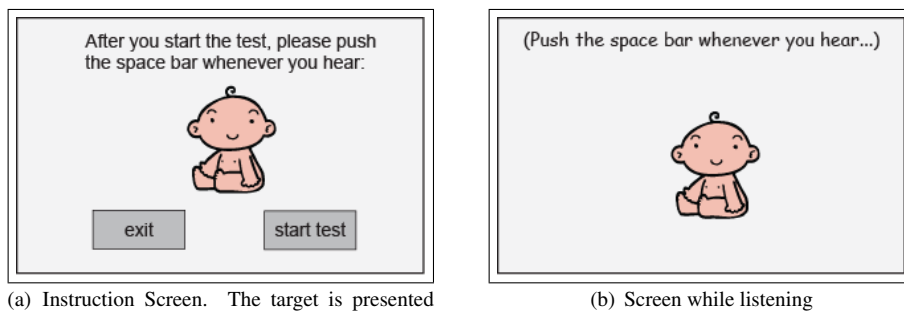 After you start the test, please push
the space bar whenever you hear:
exit
start test
(a) Instruction Screen. The target is presented
(Push the space bar whenever you hear...)
(b) Screen while listening